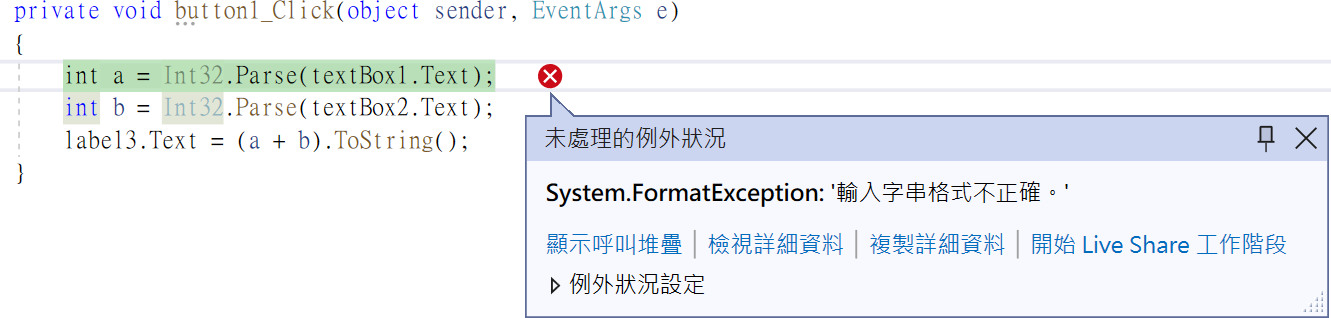 private void button1_Click(object sender, EventArgs e)
{
int a = Int32.Parse(textBox1.Text);
int b = Int32.Parse(textBox2.Text);
label3.Text = (a + b).ToString();
}
未處理的例外狀況
System.FormatException: '輸入字串格式不正確。'
顯示呼叫堆疊 | 檢視詳細資料 | 複製詳細資料 | 開始 Live Share 工作階段
例外狀況設定